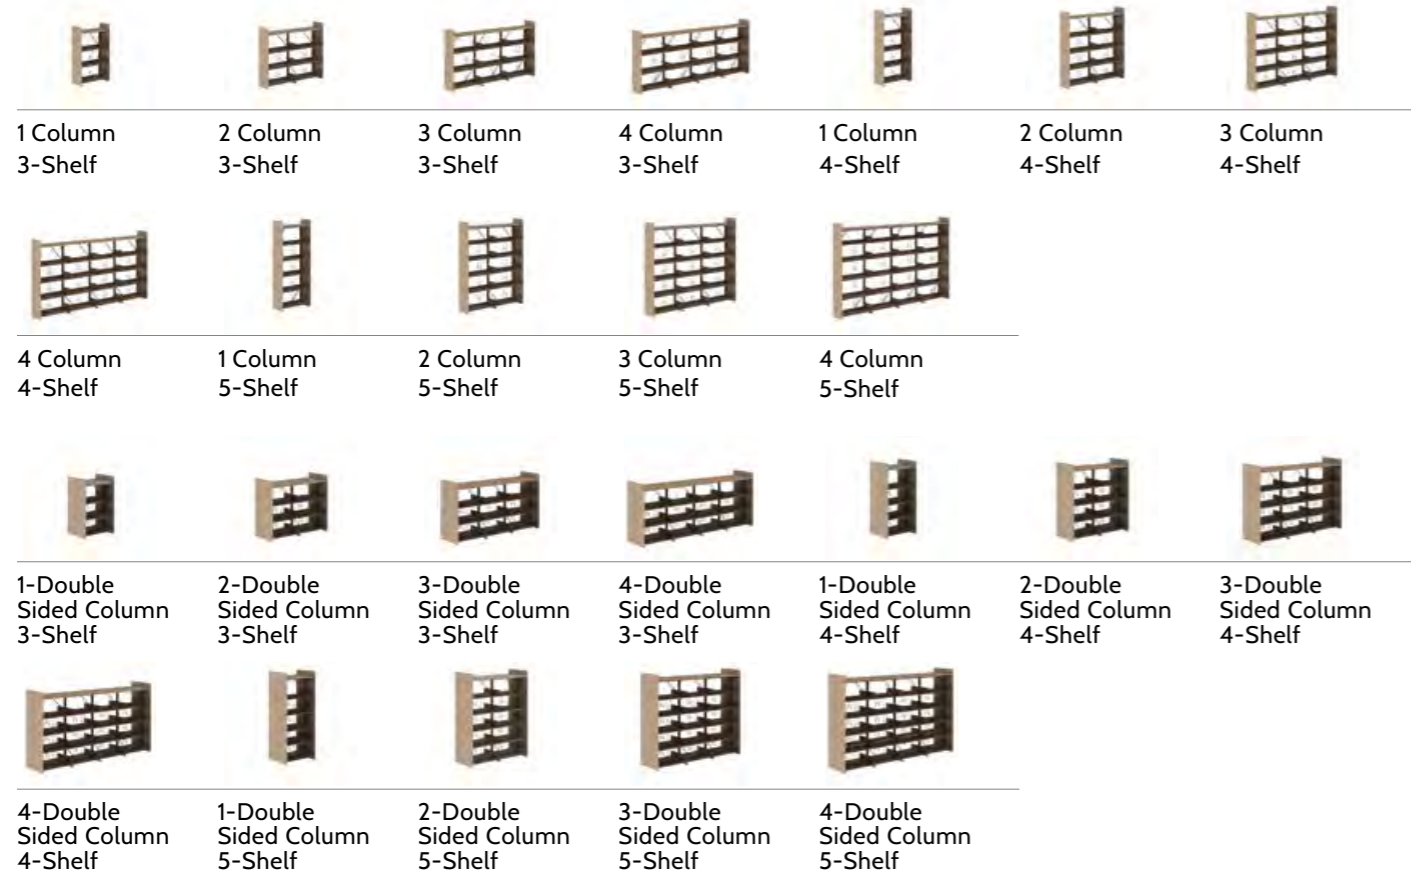 1 Column
3-Shelf
2 Column
3-Shelf
3 Column
3-Shelf
4 Column
3-Shelf
1 Column
4-Shelf
2 Column
4-Shelf
3 Column
4-Shelf
4 Column
4-Shelf
1 Column
5-Shelf
2 Column
5-Shelf
3 Column
5-Shelf
4 Column
5-Shelf
1-Double
Sided Column
3-Shelf
2-Double
Sided Column
3-Shelf
3-Double
Sided Column
3-Shelf
4-Double
Sided Column
3-Shelf
1-Double
Sided Column
4-Shelf
2-Double
Sided Column
4-Shelf
3-Double
Sided Column
4-Shelf
4-Double
Sided Column
4-Shelf
1-Double
Sided Column
5-Shelf
2-Double
Sided Column
5-Shelf
3-Double
Sided Column
5-Shelf
4-Double
Sided Column
5-Shelf